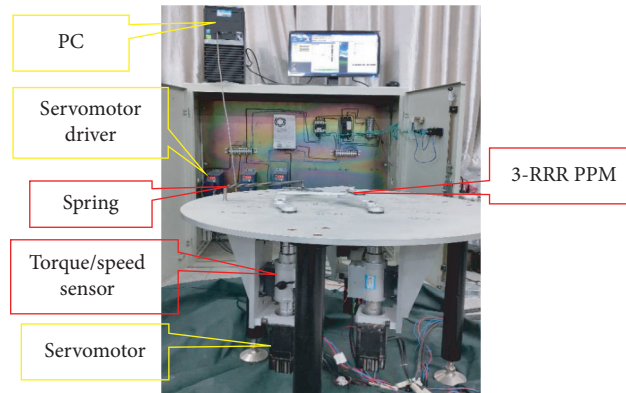 PC
Servomotor
driver
Spring
3-RRR PPM
Torque/speed
sensor
Servomotor